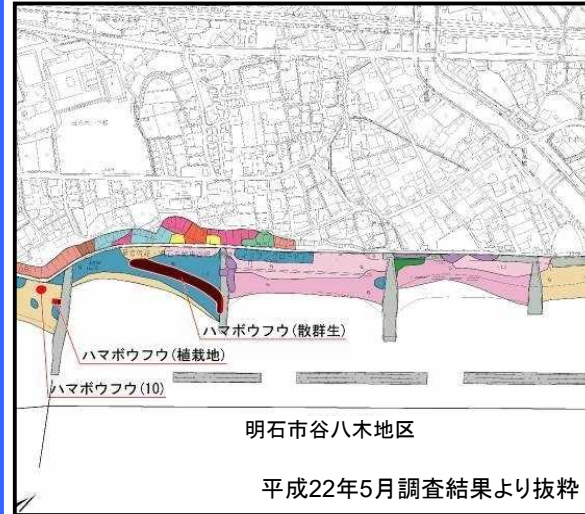 ハマボウフウ(散群生)
ハマボウフウ(植栽地)
ハマボウフウ(10)
明石市谷八木地区
平成22年5月調査結果より抜粋